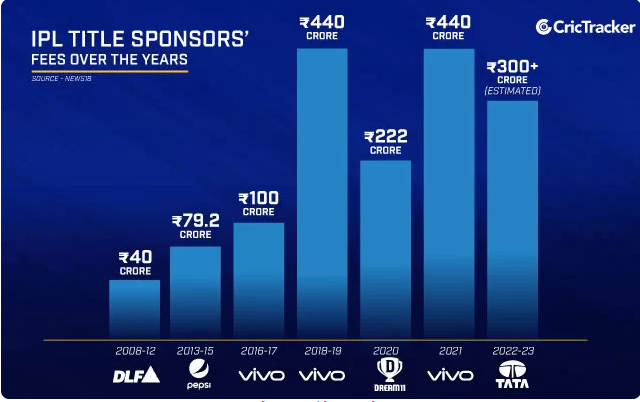 IPL TITLE SPONSORS'
FEES OVER THE YEARS
SOURCE - NEWS18
CricTracker
₹40
CRORE
₹79.2
CRORE
₹100
CRORE
₹440
CRORE
₹222
CRORE
₹440
CRORE
₹300+
CRORE
(ESTIMATED)
2008-12 2013-15 2016-17 2018-19 2020 2021 2022-23
DLF pepsi vivo vivo D DREAM11 vivo TATA